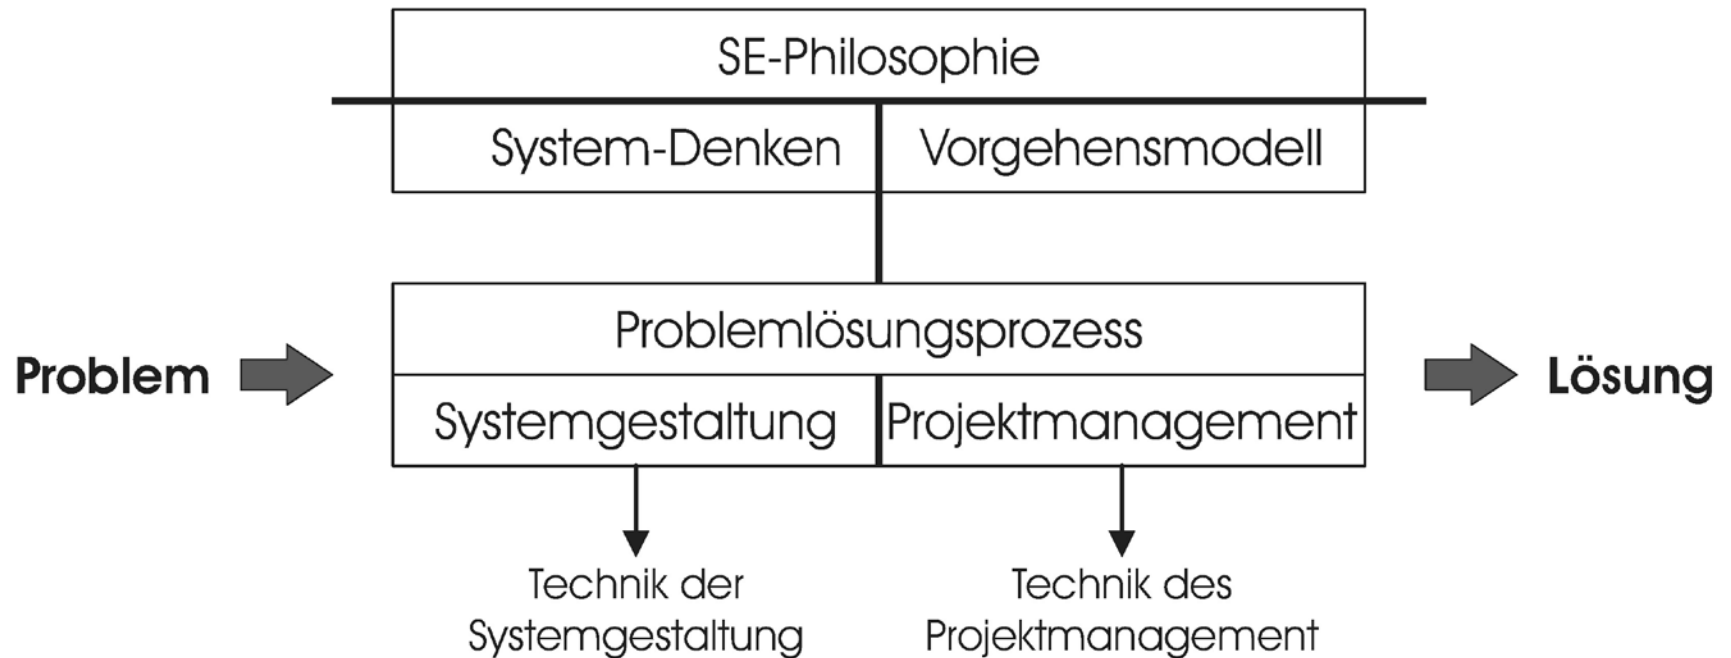 SE-Philosophie
System-Denken
Vorgehensmodell
Problemlösungsprozess
Problem
Lösung
Systemgestaltung
Projektmanagement
Technik der
Systemgestaltung
Technik des
Projektmanagement